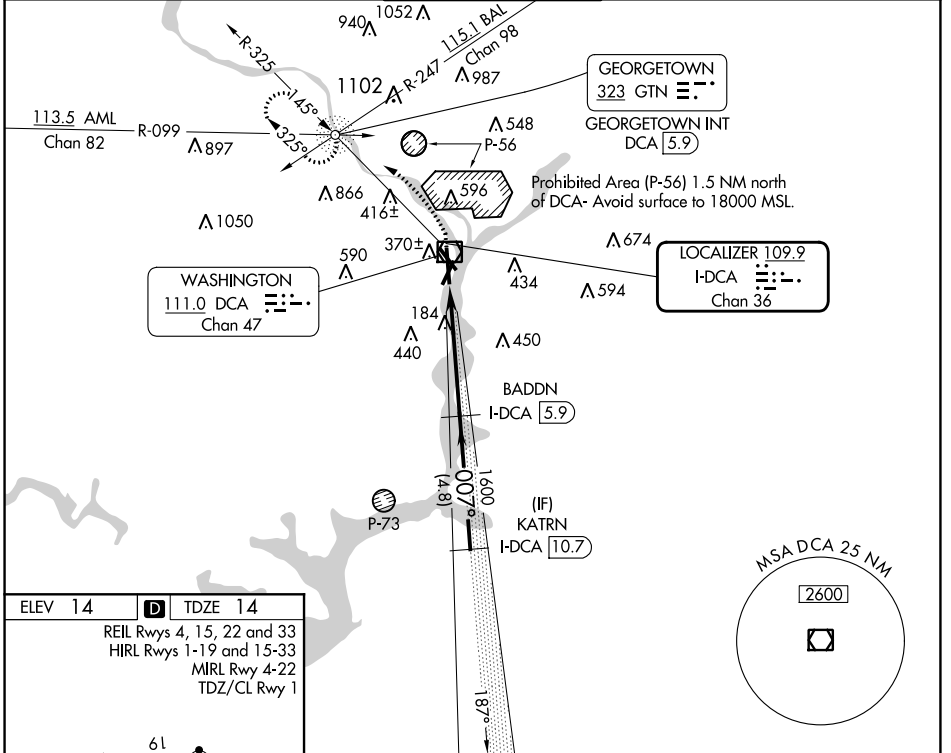 1052
940
115.1 BAL
Chan 98
R-247
987
R-325
1102
GEORGETOWN
323 GTN
GEORGETOWN INT
DCA 5.9
145°
325°
113.5 AML
Chan 82
R-099
897
548
P-56
Prohibited Area (P-56) 1.5 NM north
of DCA- Avoid surface to 18000 MSL.
866
596
416±
1050
370±
674
590
434
594
LOCALIZER 109.9
I-DCA
Chan 36
WASHINGTON
111.0 DCA
Chan 47
184
440
450
BADDN
I-DCA 5.9
1600
007°
(4.8)
(IF)
KATRN
I-DCA 10.7
P-73
MSA DCA 25 NM
2600
187°
ELEV 14 D TDZE 14
REIL Rwys 4, 15, 22 and 33
HIRL Rwys 1-19 and 15-33
MIRL Rwy 4-22
TDZ/CL Rwy 1
19